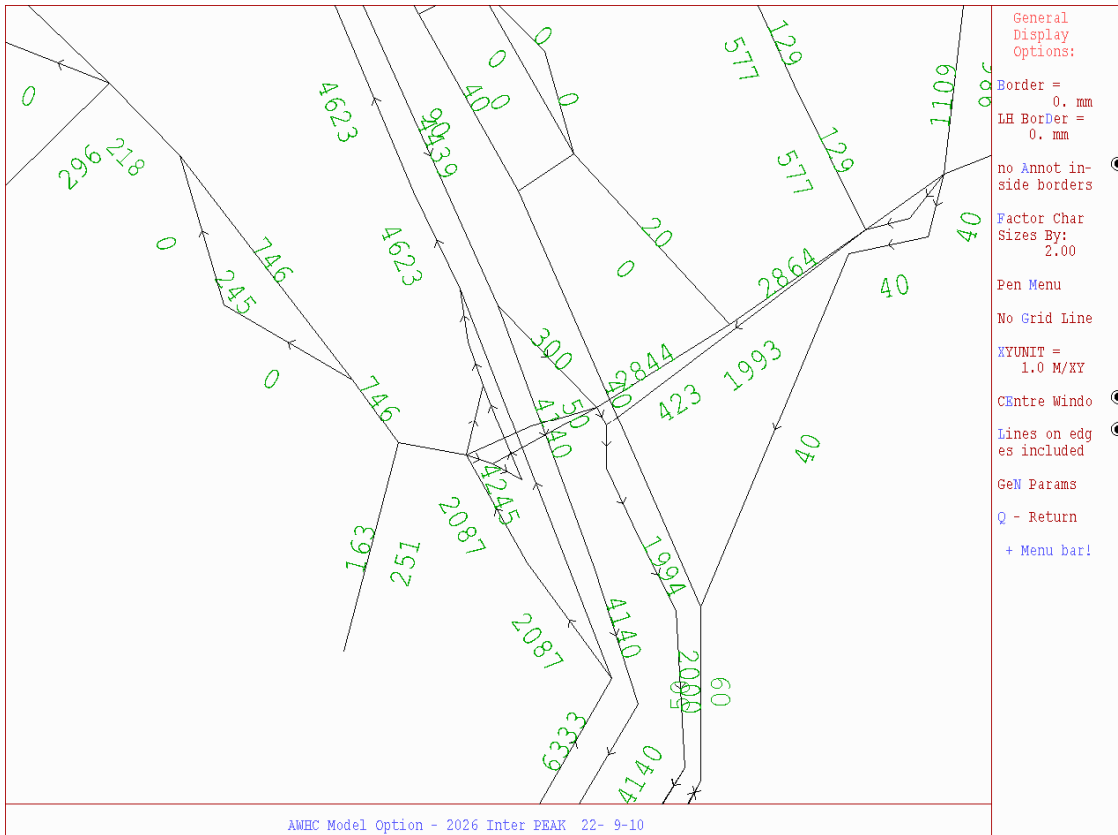 General
Display
Options:
Border =
0. mm
LH BorDer =
0. mm
no Annot in-
side borders
Factor Char
Sizes By:
2.00
Pen Menu
No Grid Line
XYUNIT =
1.0 M/XY
CEntre Windo
Lines on edg
es included
GeN Params
Q - Return
+ Menu bar!
0
296
218
0
746
245
0
746
163
251
4623
4623
90
40
0
0
0
0
129
577
129
577
1109
40
40
20
0
2864
2844
1993
423
300
50
40
4245
2087
2087
1994
4140
60
6333
4140
AWHC Model Option - 2026 Inter PEAK 22- 9-10